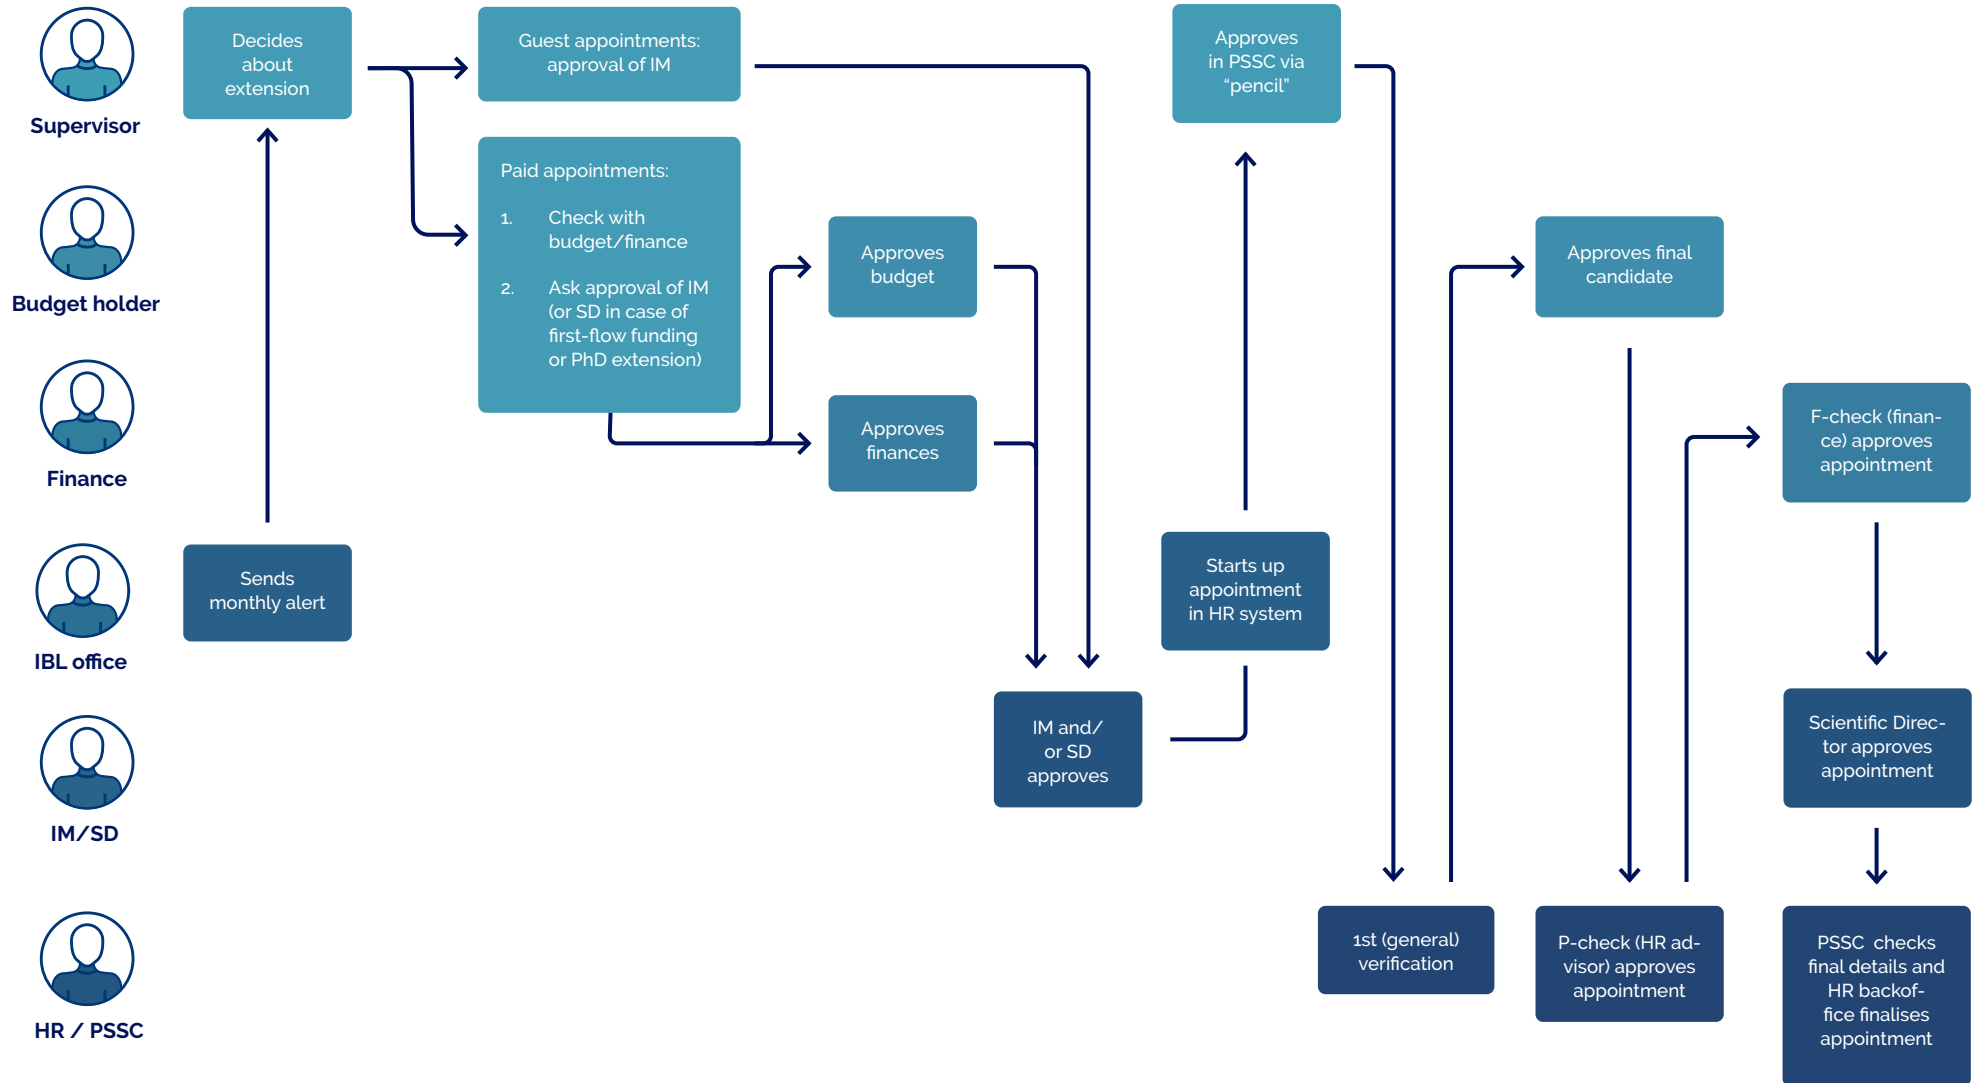 Supervisor
Decides
about
extension
Guest appointments:
approval of IM
Approves
in PSSC via
“pencil”
Paid appointments:
1. Check with
budget/finance
2. Ask approval of IM
(or SD in case of
first-flow funding
or PhD extension)
Budget holder
Approves
budget
Approves final
candidate
Finance
Approves
finances
F-check (finan-
ce) approves
appointment
IBL office
Sends
monthly alert
Starts up
appointment
in HR system
IM/SD
IM and/
or SD
approves
Scientific Direc-
tor approves
appointment
HR / PSSC
1st (general)
verification
P-check (HR ad-
visor) approves
appointment
PSSC checks
final details and
HR backof-
fice finalises
appointment